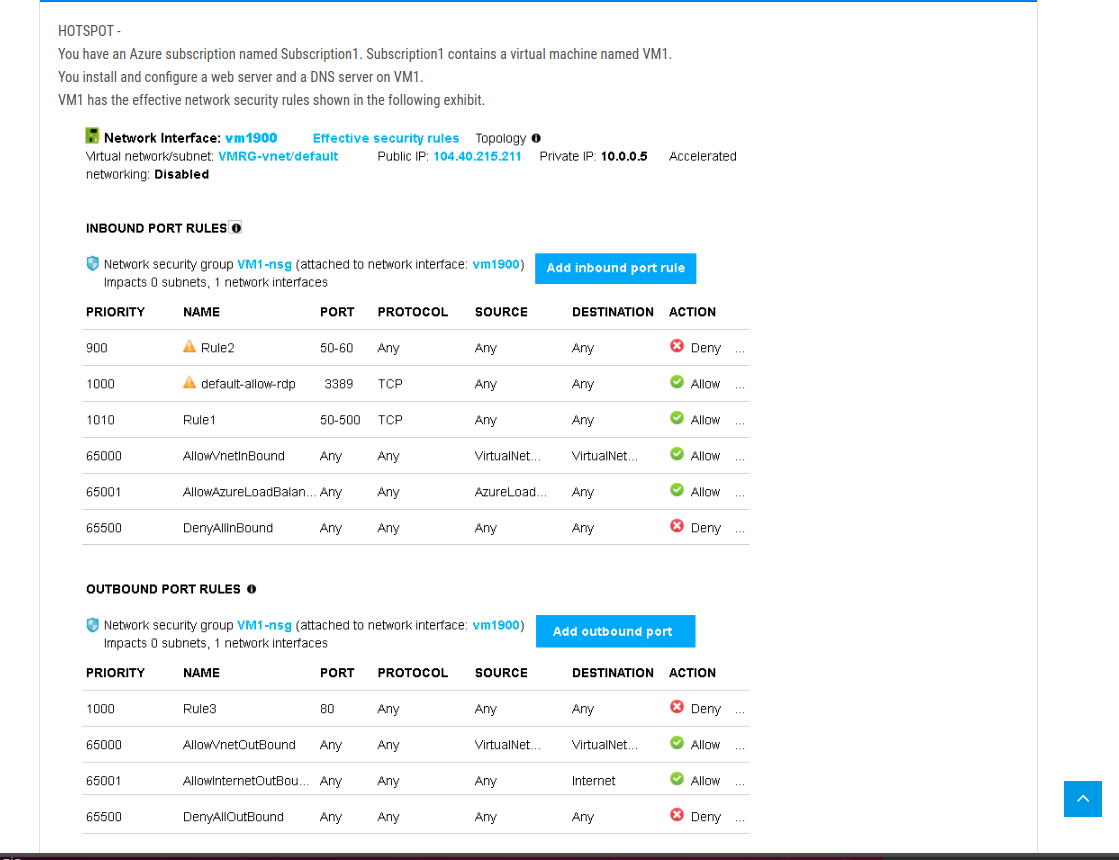 HOTSPOT -
You have an Azure subscription named Subscription1. Subscription1 contains a virtual machine named VM1.
You install and configure a web server and a DNS server on VM1.
VM1 has the effective network security rules shown in the following exhibit.
Network Interface: vm1900 Effective security rules Topology
Virtual network/subnet: VMRG-vnet/default Public IP: 104.40.215.211 Private IP: 10.0.0.5 Accelerated
networking: Disabled
INBOUND PORT RULES
Network security group VM1-nsg (attached to network interface: vm1900)
Impacts 0 subnets, 1 network interfaces
Add inbound port rule
PRIORITY NAME PORT PROTOCOL SOURCE DESTINATION ACTION
900 Rule2 50-60 Any Any Any Deny ...
1000 default-allow-rdp 3389 TCP Any Any Allow ...
1010 Rule1 50-500 TCP Any Any Allow ...
65000 AllowVnetInBound Any Any VirtualNet... VirtualNet... Allow ...
65001 AllowAzureLoadBalan... Any Any AzureLoad... Any Allow ...
65500 DenyAllInBound Any Any Any Any Deny ...
OUTBOUND PORT RULES
Network security group VM1-nsg (attached to network interface: vm1900)
Impacts 0 subnets, 1 network interfaces
Add outbound port
PRIORITY NAME PORT PROTOCOL SOURCE DESTINATION ACTION
1000 Rule3 80 Any Any Any Deny ...
65000 AllowVnetOutBound Any Any VirtualNet... VirtualNet... Allow ...
65001 AllowInternetOutBou... Any Any Any Internet Allow ...
65500 DenyAllOutBound Any Any Any Any Deny ...